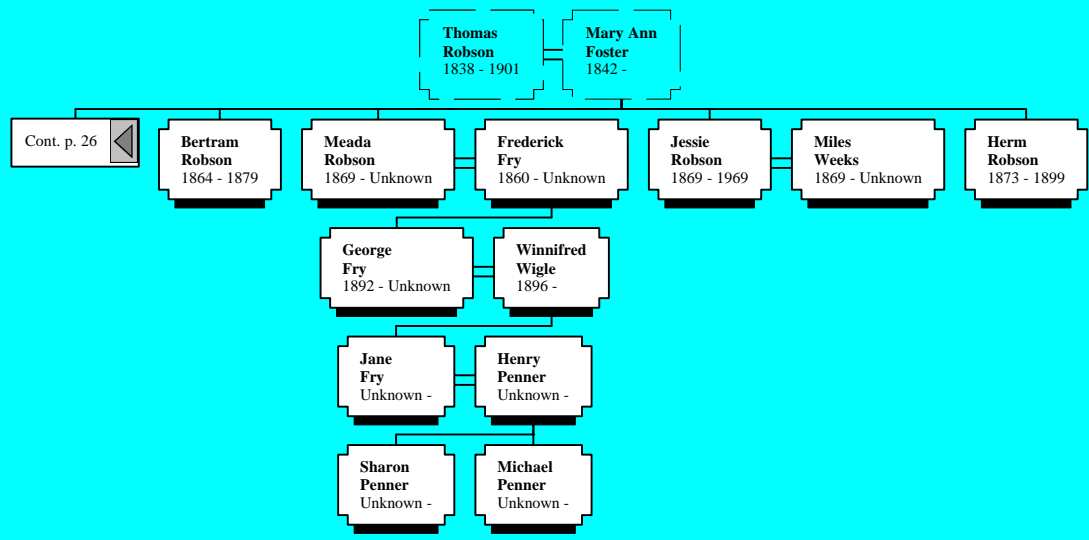 Thomas
Robson
1838 - 1901
Mary Ann
Foster
1842 -
Cont. p. 26
Bertram
Robson
1864 - 1879
Meada
Robson
1869 - Unknown
Frederick
Fry
1860 - Unknown
Jessie
Robson
1869 - 1969
Miles
Weeks
1869 - Unknown
Herm
Robson
1873 - 1899
George
Fry
1892 - Unknown
Winnifred
Wigle
1896 -
Jane
Fry
Unknown -
Henry
Penner
Unknown -
Sharon
Penner
Unknown -
Michael
Penner
Unknown -